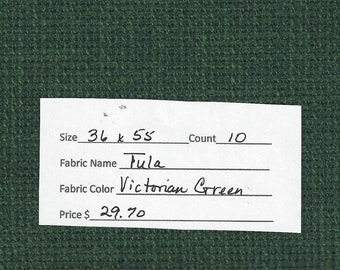 Size 36 x 55 Count 10
Fabric Name Tula
Fabric Color Victorian Green
Price $ 29.70